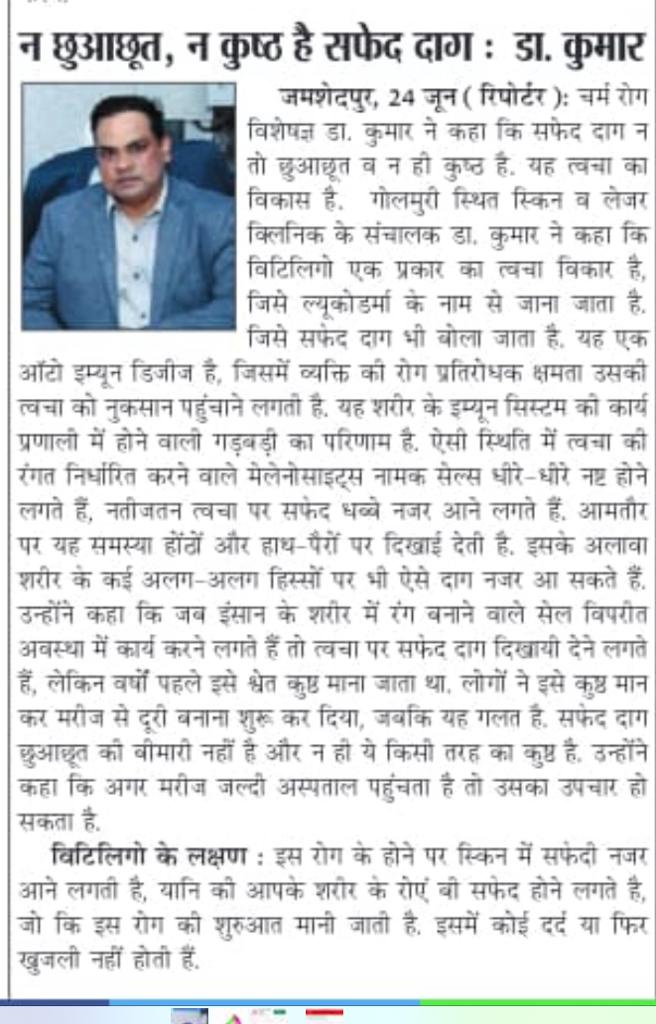 न छुआछूत, न कुष्ठ है सफेद दाग : डा. कुमार
जमशेदपुर, 24 जून ( रिपोर्टर ): चर्म रोग
विशेषज्ञ डा. कुमार ने कहा कि सफेद दाग न
तो छुआछूत व न ही कुष्ठ है. यह त्वचा का
विकास है. गोलमुरी स्थित स्किन व लेजर
क्लिनिक के संचालक डा. कुमार ने कहा कि
विटिलिगो एक प्रकार का त्वचा विकार है,
जिसे ल्यूकोडर्मा के नाम से जाना जाता है.
जिसे सफेद दाग भी बोला जाता है. यह एक
ऑटो इम्यून डिजीज है, जिसमें व्यक्ति की रोग प्रतिरोधक क्षमता उसकी
त्वचा को नुकसान पहुंचाने लगती है. यह शरीर के इम्यून सिस्टम की कार्य
प्रणाली में होने वाली गड़बड़ी का परिणाम है. ऐसी स्थिति में त्वचा की
रंगत निर्धारित करने वाले मेलेनोसाइट्स नामक सेल्स धीरे-धीरे नष्ट होने
लगते हैं, नतीजतन त्वचा पर सफेद धब्बे नजर आने लगते हैं. आमतौर
पर यह समस्या होंठों और हाथ-पैरों पर दिखाई देती है. इसके अलावा
शरीर के कई अलग-अलग हिस्सों पर भी ऐसे दाग नजर आ सकते हैं.
उन्होंने कहा कि जब इंसान के शरीर में रंग बनाने वाले सेल विपरीत
अवस्था में कार्य करने लगते हैं तो त्वचा पर सफेद दाग दिखायी देने लगते
हैं, लेकिन वर्षों पहले इसे श्वेत कुष्ठ माना जाता था. लोगों ने इसे कुष्ठ मान
कर मरीज से दूरी बनाना शुरू कर दिया, जबकि यह गलत है. सफेद दाग
छुआछूत की बीमारी नहीं है और न ही ये किसी तरह का कुष्ठ है. उन्होंने
कहा कि अगर मरीज जल्दी अस्पताल पहुंचता है तो उसका उपचार हो
सकता है.
विटिलिगो के लक्षण : इस रोग के होने पर स्किन में सफेदी नजर
आने लगती है, यानि की आपके शरीर के रोएं बी सफेद होने लगते है,
जो कि इस रोग की शुरुआत मानी जाती है. इसमें कोई दर्द या फिर
खुजली नहीं होती हैं.